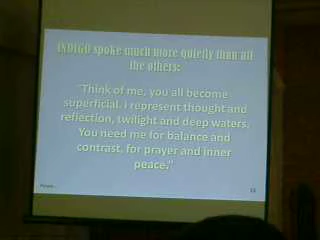 INDIGO spoke much more quietly than all
the others:
"Think of me, you all become
superficial. I represent thought and
reflection, twilight and deep waters.
You need me for balance and
contrast, for prayer and inner
peace."